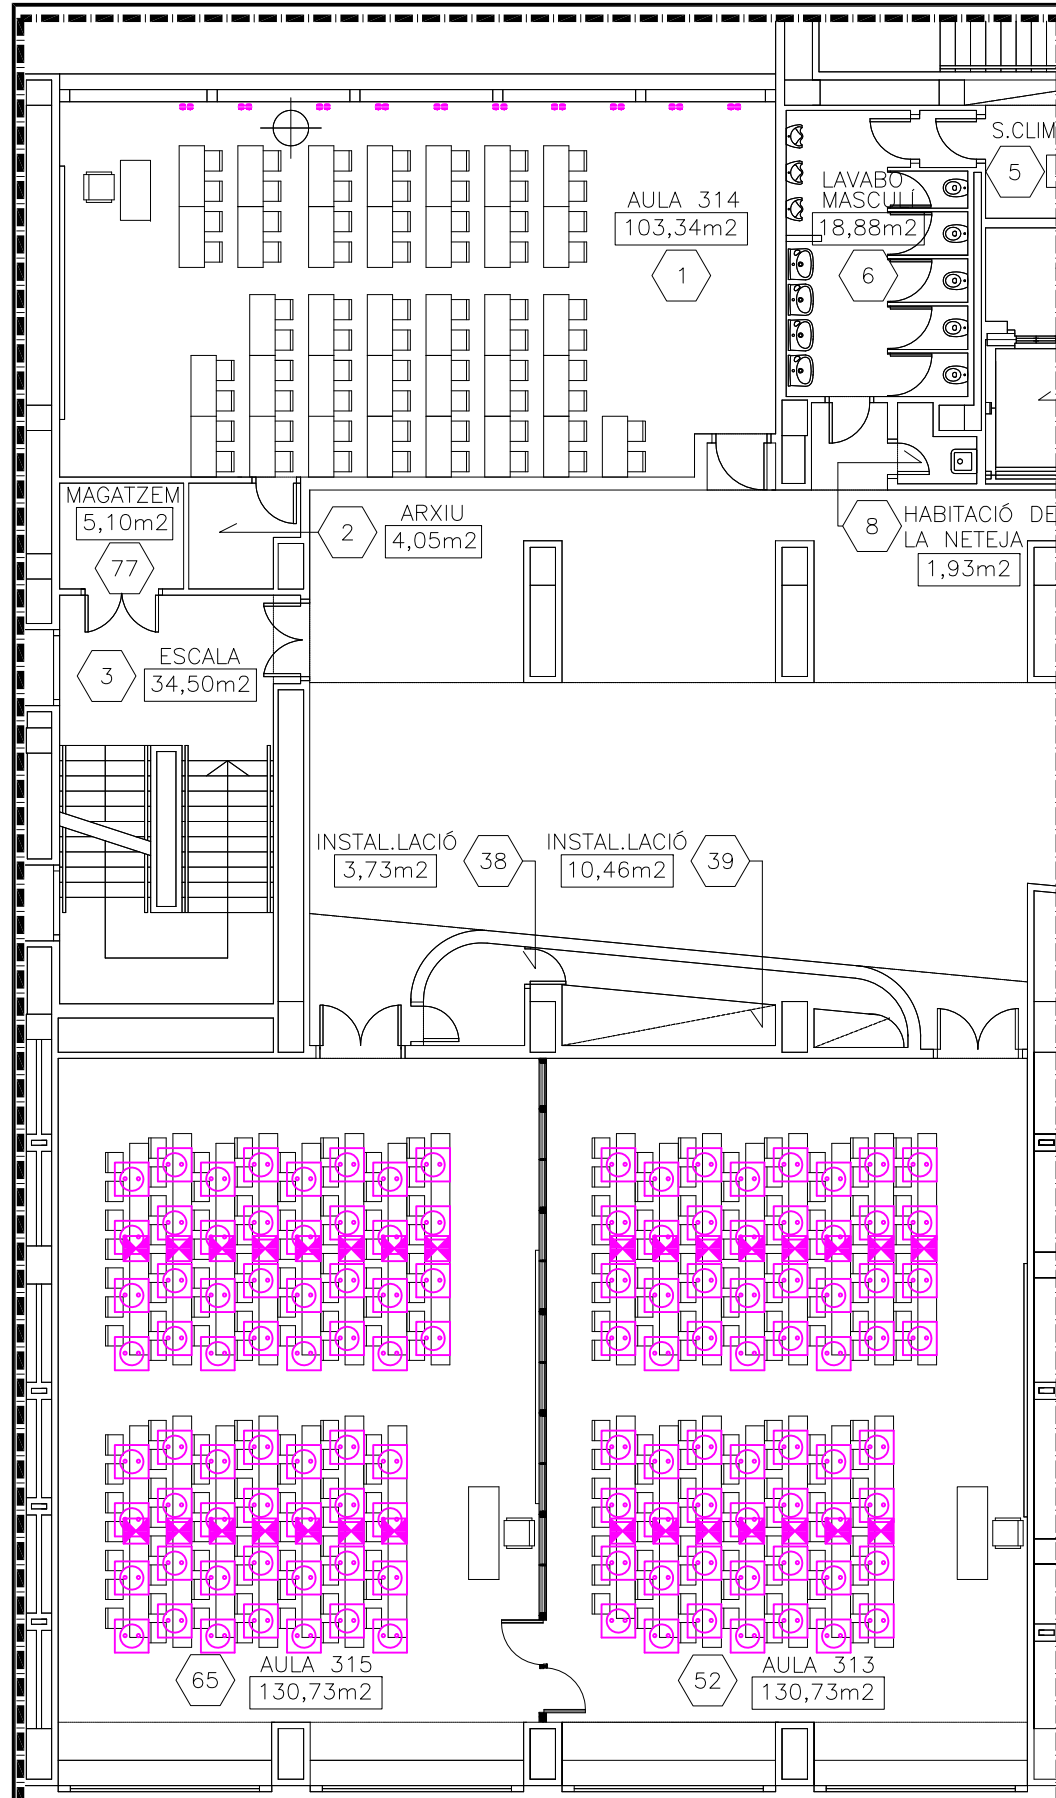 S.CLIM
5
AULA 314
103,34m2
1
LAVABO
MASCULÍ
18,88m2
6
MAGATZEM
5,10m2
77
2
ARXIU
4,05m2
8
HABITACIÓ DE
LA NETEJA
1,93m2
3
ESCALA
34,50m2
INSTAL.LACIÓ
3,73m2
38
INSTAL.LACIÓ
10,46m2
39
65
AULA 315
130,73m2
52
AULA 313
130,73m2